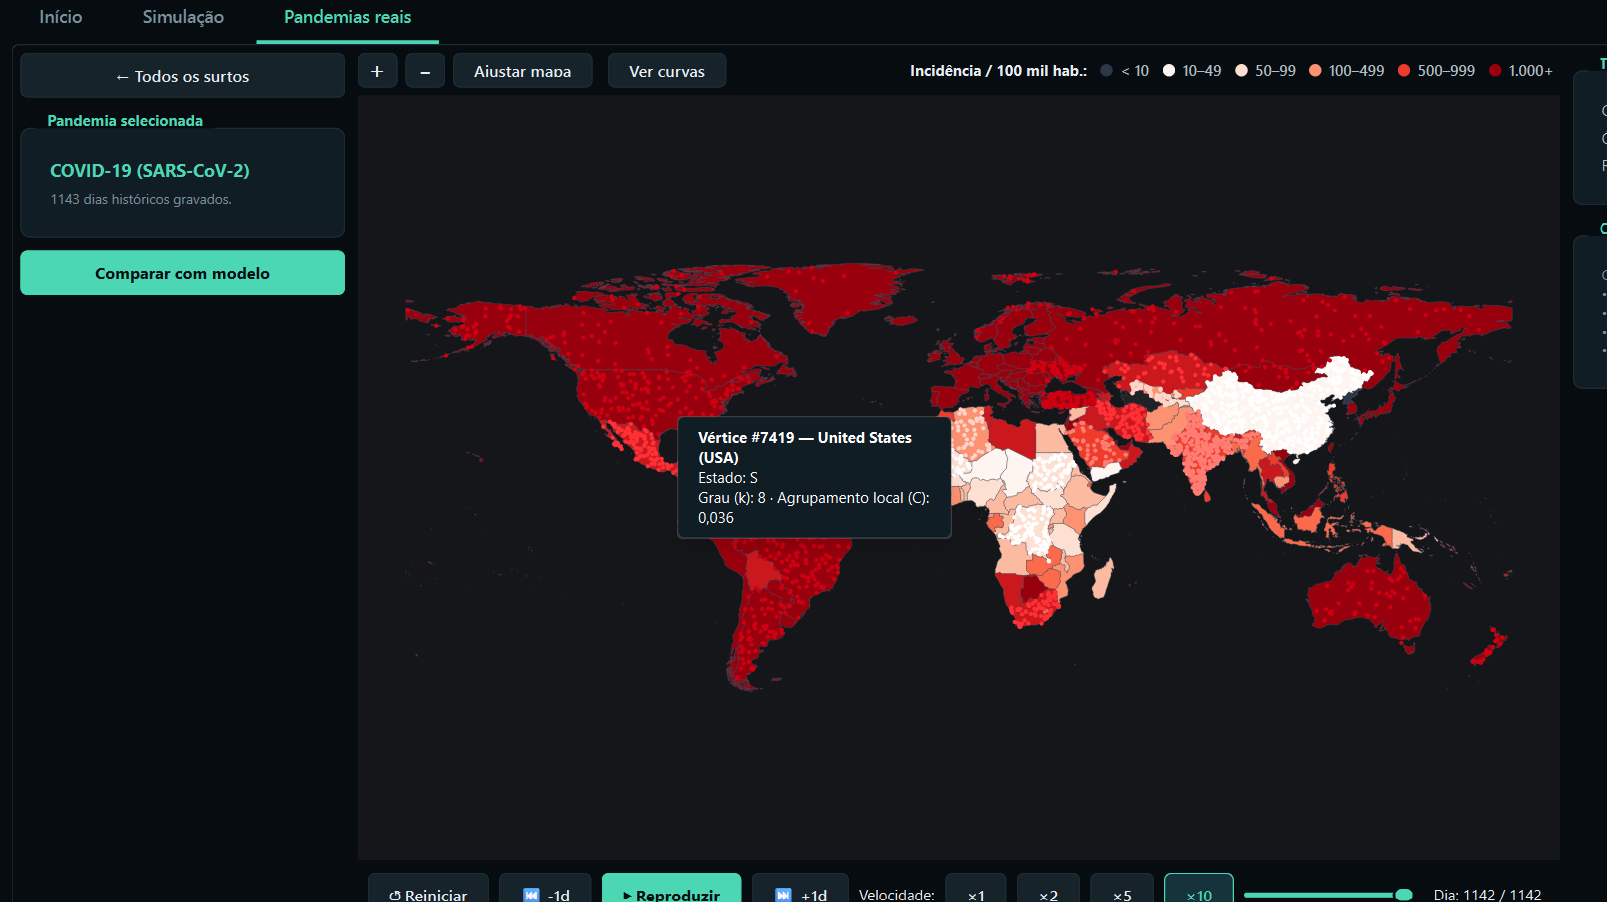 Início
Simulação
Pandemias reais
← Todos os surtos
+
−
Ajustar mapa
Ver curvas
Incidência / 100 mil hab.:
< 10
10–49
50–99
100–499
500–999
1.000+
Pandemia selecionada
COVID-19 (SARS-CoV-2)
1143 dias históricos gravados.
Comparar com modelo
Vértice #7419 — United States
(USA)
Estado: S
Grau (k): 8 · Agrupamento local (C):
0,036
Reiniciar
-1d
Reproduzir
+1d
Velocidade:
×1
×2
×5
×10
Dia: 1142 / 1142